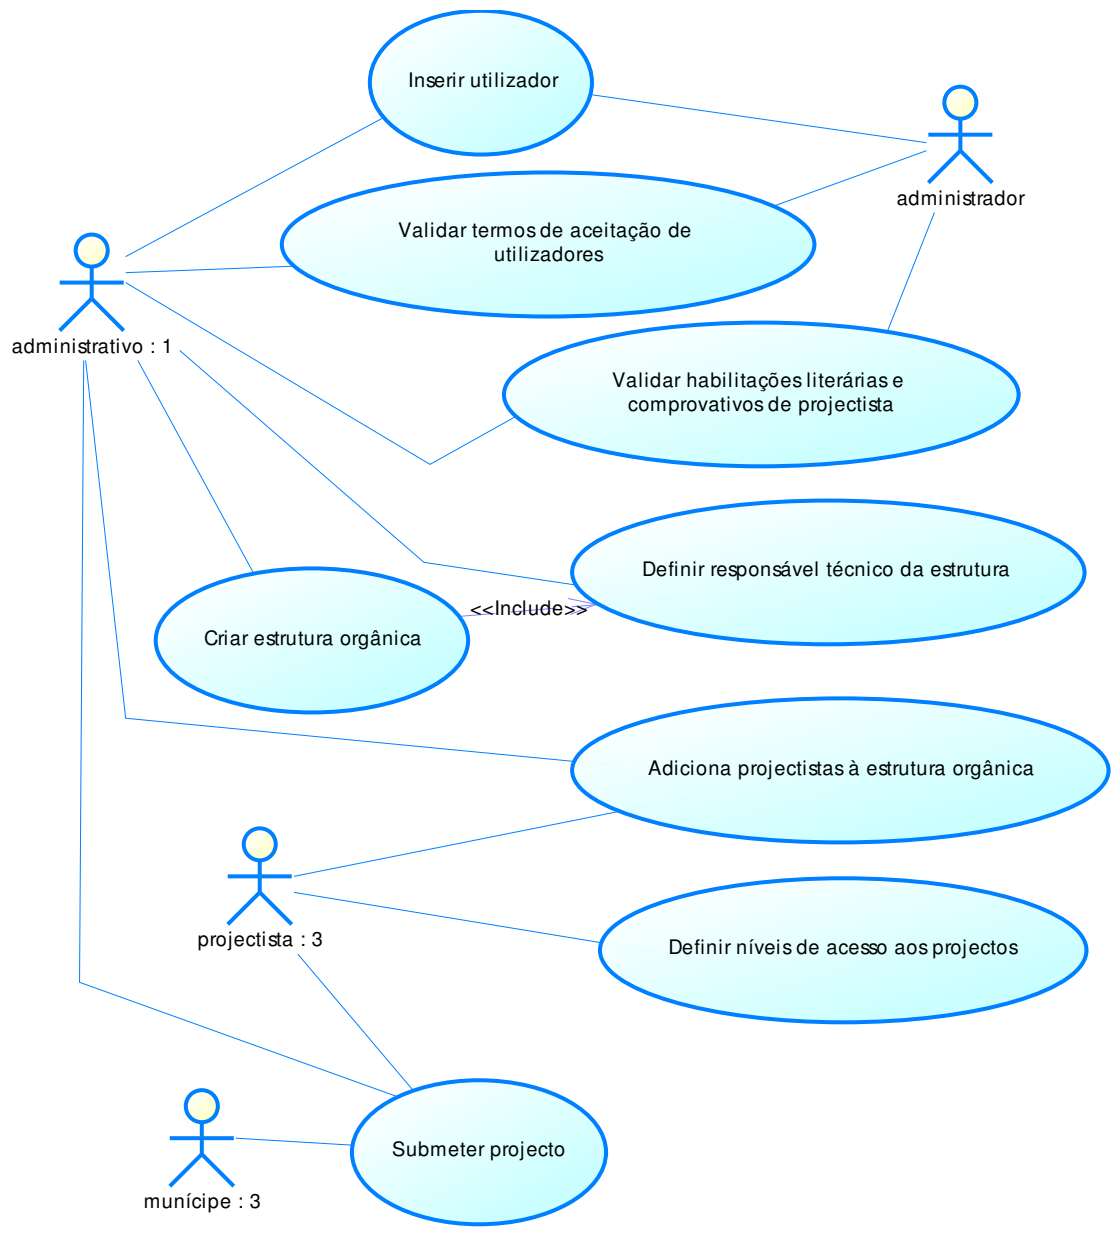 Inserir utilizador
administrador
Validar termos de aceitação de
utilizadores
administrativo : 1
Validar habilitações literárias e
comprovativos de projectista
Definir responsável técnico da estrutura
<<Include>>
Criar estrutura orgânica
Adiciona projectistas à estrutura orgânica
projectista : 3
Definir níveis de acesso aos projectos
Submeter projecto
munícipe : 3